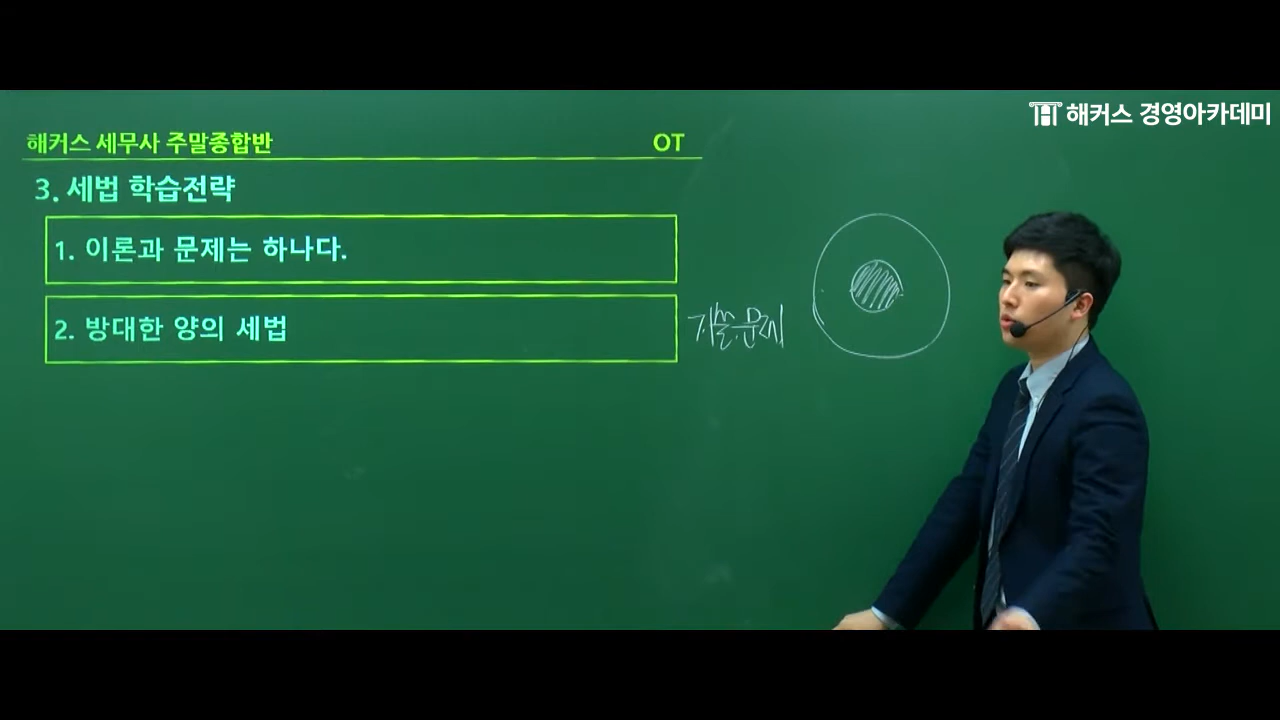 해커스 경영아카데미
해커스 세무사 주말종합반 OT
3. 세법 학습전략
1. 이론과 문제는 하나다.
2. 방대한 양의 세법
기출문제